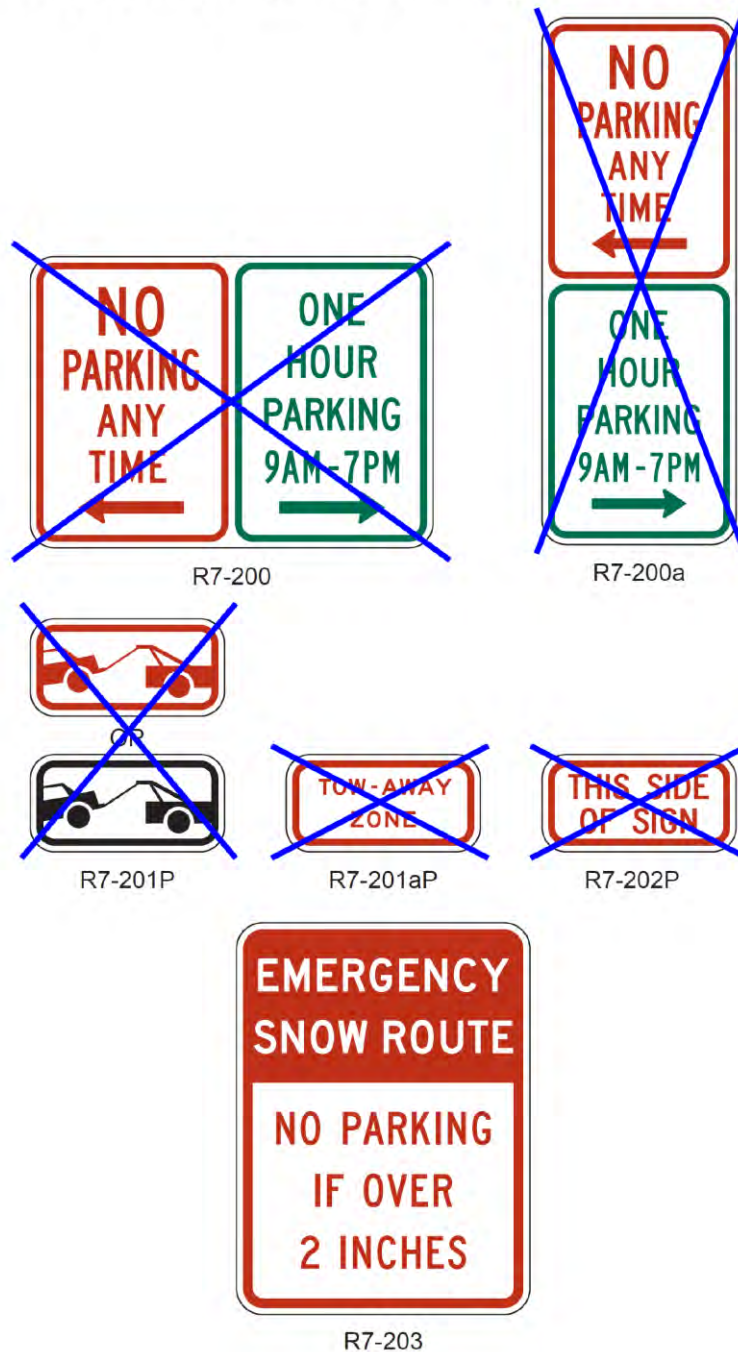 NO
PARKING
ANY
TIME
ONE
HOUR
PARKING
9AM-7PM
R7-200
NO
PARKING
ANY
TIME
ONE
HOUR
PARKING
9AM-7PM
R7-200a
OR
R7-201P
TOW-AWAY
ZONE
R7-201aP
THIS SIDE
OF SIGN
R7-202P
EMERGENCY
SNOW ROUTE
NO PARKING
IF OVER
2 INCHES
R7-203